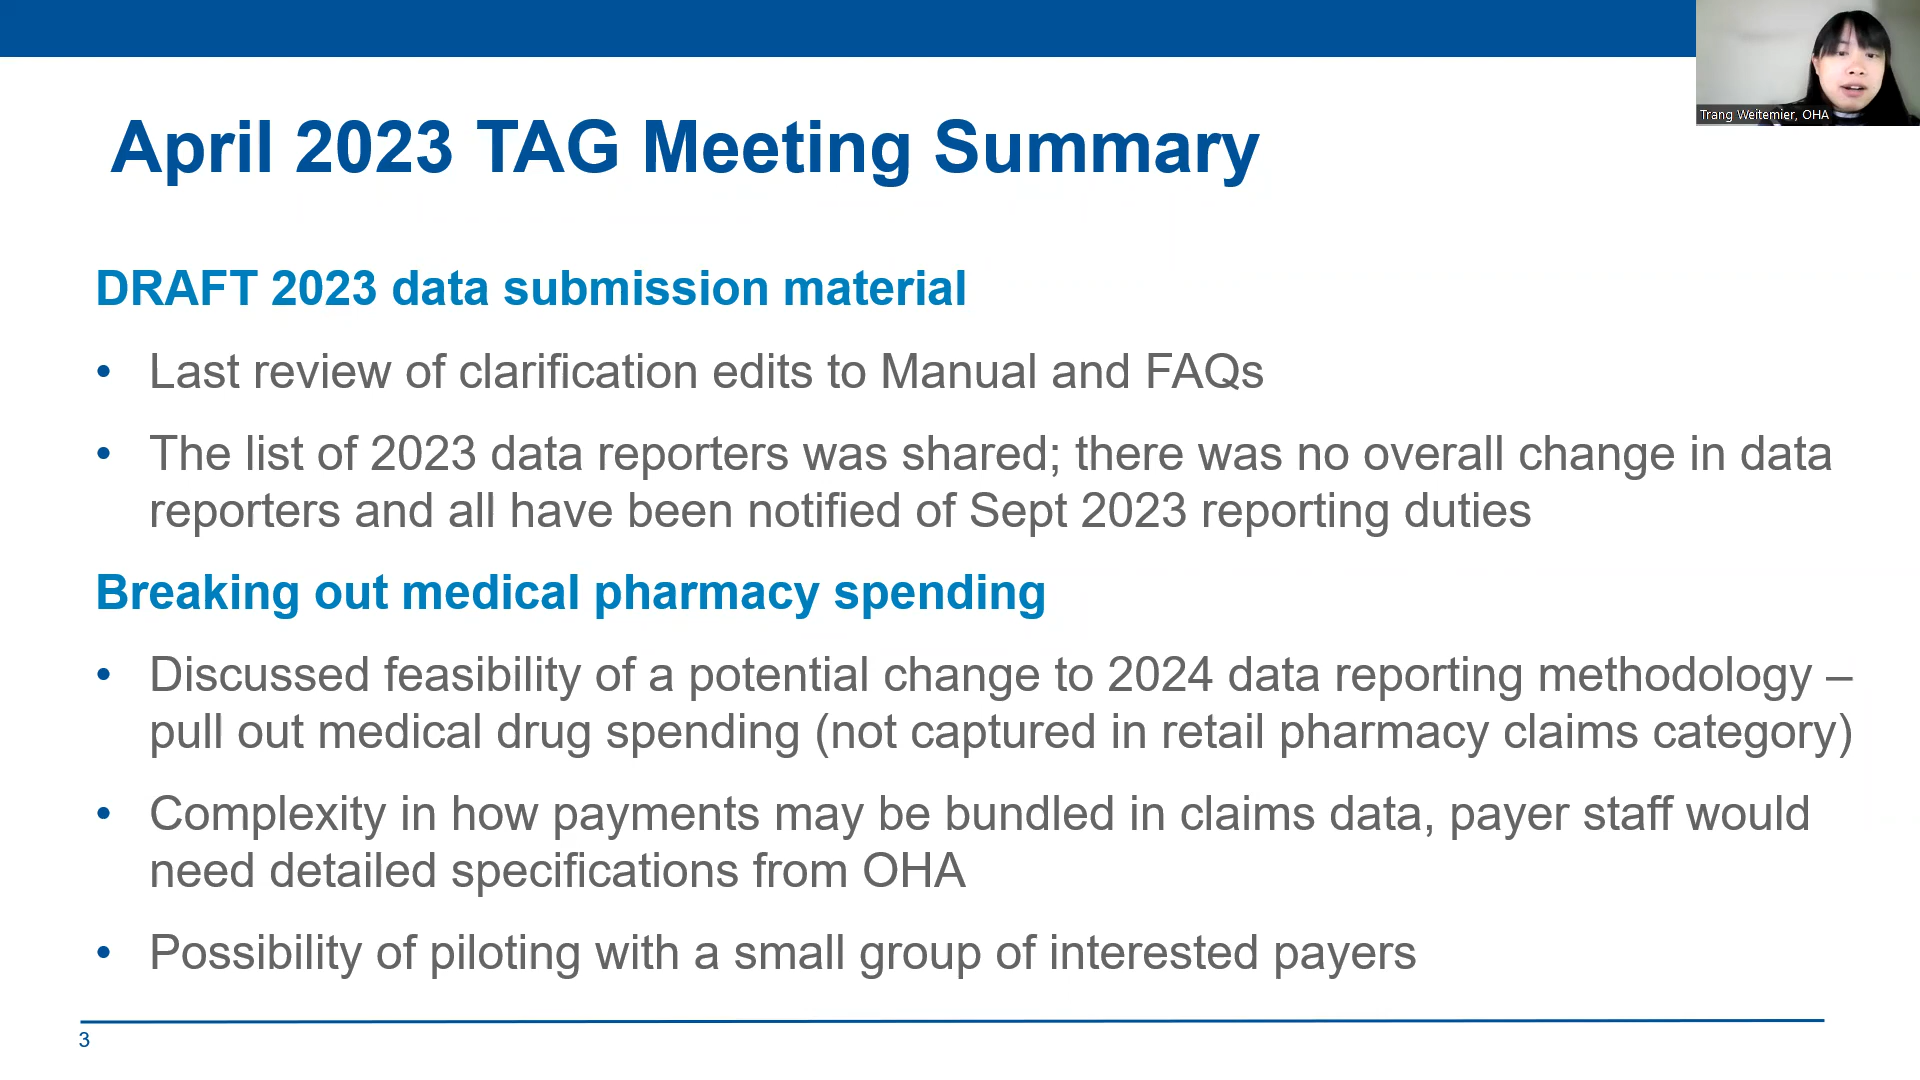 Trang Weitemier, OHA
April 2023 TAG Meeting Summary
DRAFT 2023 data submission material
• Last review of clarification edits to Manual and FAQs
• The list of 2023 data reporters was shared; there was no overall change in data
reporters and all have been notified of Sept 2023 reporting duties
Breaking out medical pharmacy spending
• Discussed feasibility of a potential change to 2024 data reporting methodology –
pull out medical drug spending (not captured in retail pharmacy claims category)
• Complexity in how payments may be bundled in claims data, payer staff would
need detailed specifications from OHA
• Possibility of piloting with a small group of interested payers
3